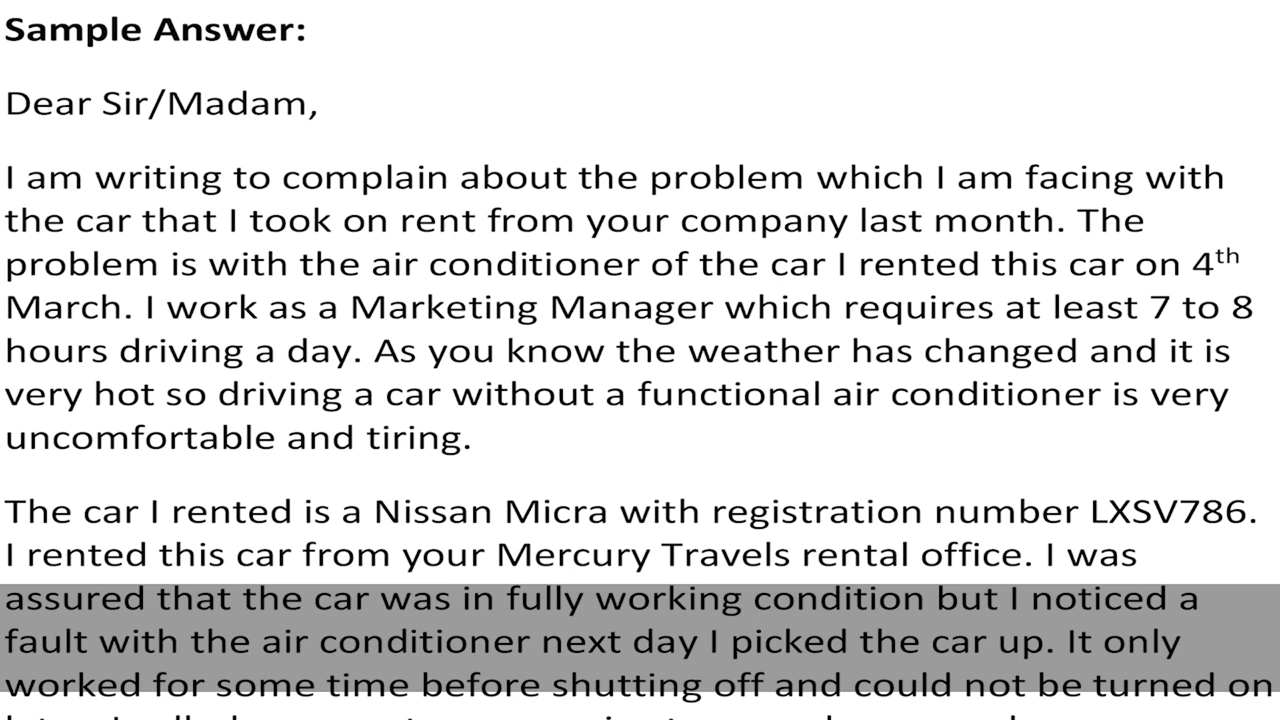 Sample Answer:
Dear Sir/Madam,
I am writing to complain about the problem which I am facing with
the car that I took on rent from your company last month. The
problem is with the air conditioner of the car I rented this car on 4th
March. I work as a Marketing Manager which requires at least 7 to 8
hours driving a day. As you know the weather has changed and it is
very hot so driving a car without a functional air conditioner is very
uncomfortable and tiring.
The car I rented is a Nissan Micra with registration number LXSV786.
I rented this car from your Mercury Travels rental office. I was
assured that the car was in fully working condition but I noticed a
fault with the air conditioner next day I picked the car up. It only
worked for some time before shutting off and could not be turned on